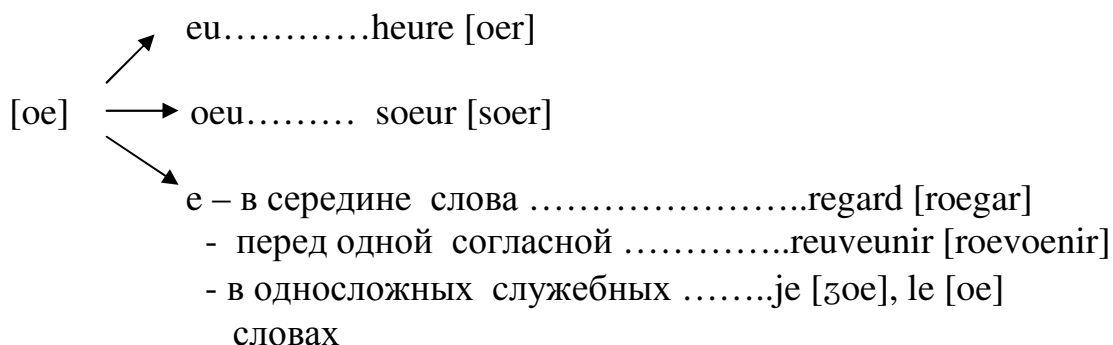 eu…………heure [oer]
[oe] oeu……… soeur [soer]
e – в середине слова …………………..regard [roegar]
- перед одной согласной …………..reuveunir [roevoenir]
- в односложных служебных ……..je [ʒoe], le [oe]
словах